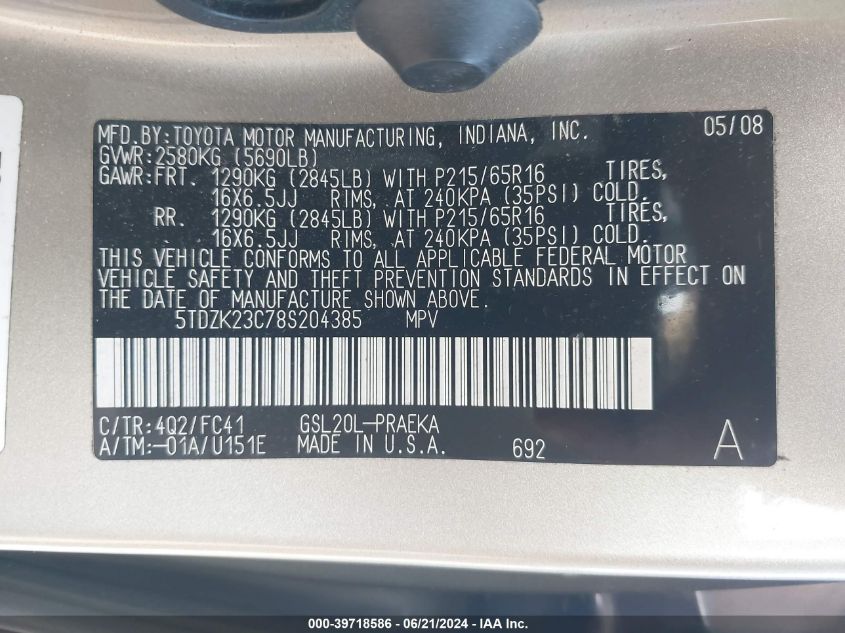 MFD.BY:TOYOTA MOTOR MANUFACTURING, INDIANA, INC. 05/08
GVWR:2580KG (5690LB)
GAWR:FRT. 1290KG (2845LB) WITH P215/65R16 TIRES,
16X6.5JJ RIMS, AT 240KPA (35PSI) COLD.
RR. 1290KG (2845LB) WITH P215/65R16 TIRES,
16X6.5JJ RIMS, AT 240KPA (35PSI) COLD.
THIS VEHICLE CONFORMS TO ALL APPLICABLE FEDERAL MOTOR
VEHICLE SAFETY AND THEFT PREVENTION STANDARDS IN EFFECT ON
THE DATE OF MANUFACTURE SHOWN ABOVE.
5TDZK23C78S204385 MPV
C/TR:4Q2/FC41 GSL20L-PRAEKA
A/TM:-01A/U151E MADE IN U.S.A. 692 A
000-39718586 - 06/21/2024 - IAA Inc.